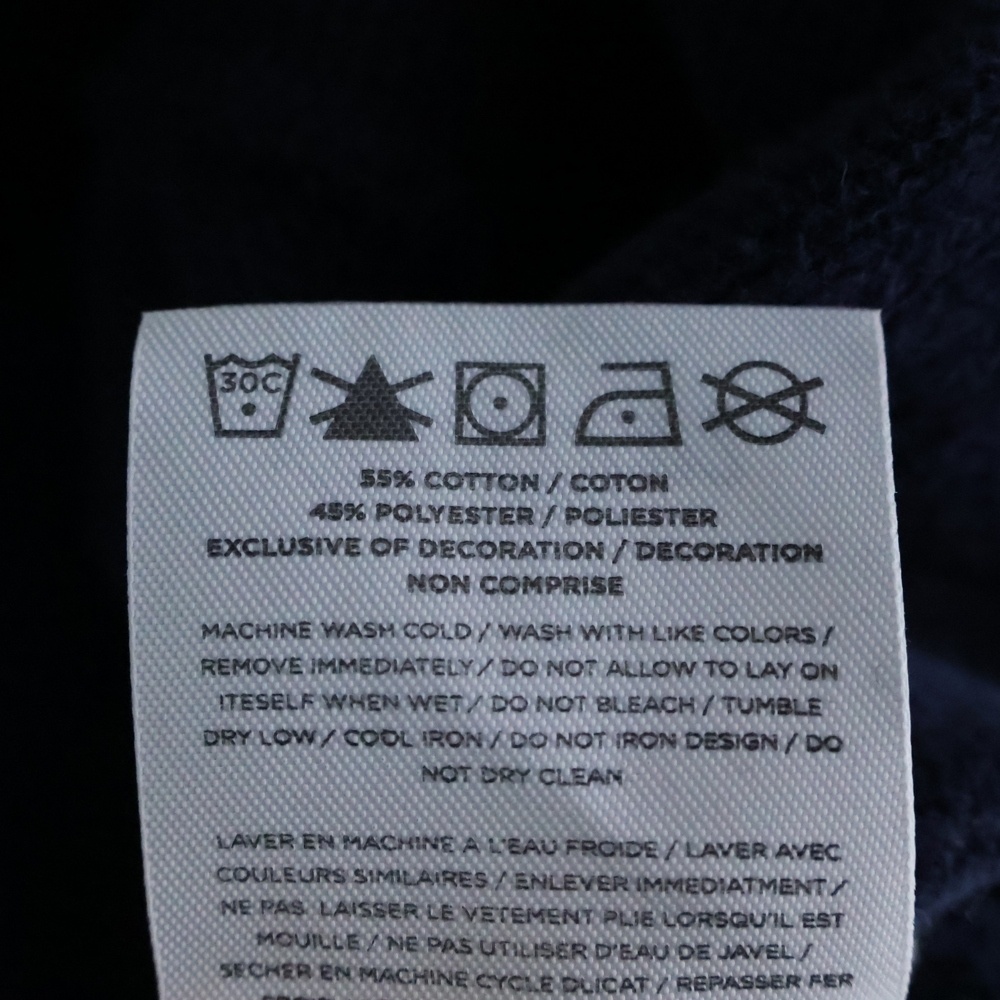 30C
55% COTTON / COTON
45% POLYESTER / POLIESTER
EXCLUSIVE OF DECORATION / DECORATION
NON COMPRISE
MACHINE WASH COLD / WASH WITH LIKE COLORS /
REMOVE IMMEDIATELY / DO NOT ALLOW TO LAY ON
ITESELF WHEN WET / DO NOT BLEACH / TUMBLE
DRY LOW / COOL IRON / DO NOT IRON DESIGN / DO
NOT DRY CLEAN
LAVER EN MACHINE A L'EAU FROIDE / LAVER AVEC
COULEURS SIMILAIRES / ENLEVER IMMEDIATMENT /
NE PAS LAISSER LE VETEMENT PLIE LORSQU'IL EST
MOUILLE / NE PAS UTILISER D'EAU DE JAVEL /
SECHER EN MACHINE CYCLE DLICAT / REPASSER FER